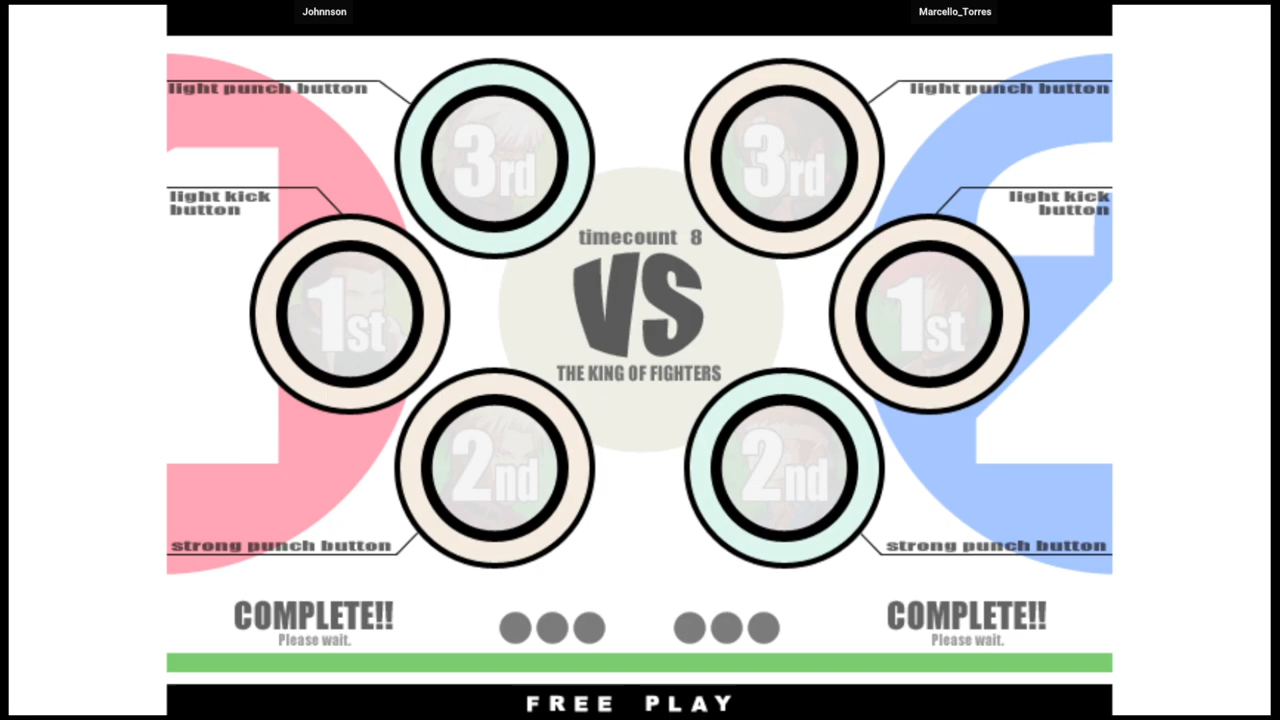 Johnnson
Marcello_Torres
light punch button
light punch button
3rd
3rd
light kick
button
light kick
button
timecount 8
VS
1st
1st
THE KING OF FIGHTERS
2nd
2nd
strong punch button
strong punch button
COMPLETE!!
Please wait.
COMPLETE!!
Please wait.
FREE PLAY